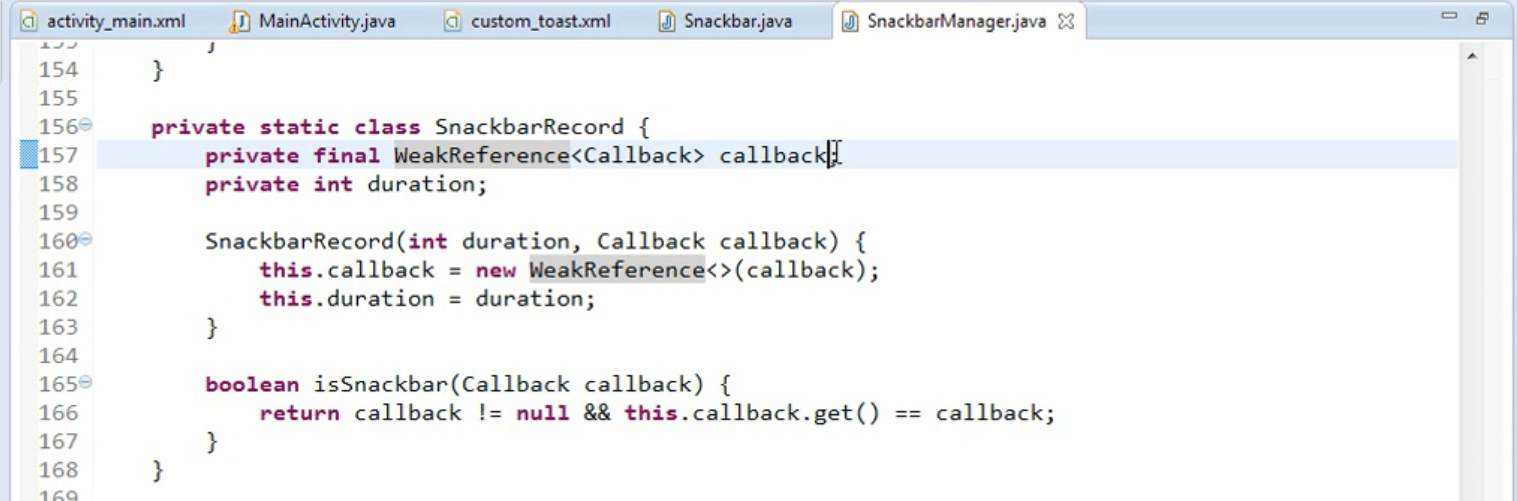 activity_main.xml MainActivity.java custom_toast.xml Snackbar.java SnackbarManager.java
153 }
154 }
155
156 private static class SnackbarRecord {
157 private final WeakReference<Callback> callback;
158 private int duration;
159
160 SnackbarRecord(int duration, Callback callback) {
161 this.callback = new WeakReference<>(callback);
162 this.duration = duration;
163 }
164
165 boolean isSnackbar(Callback callback) {
166 return callback != null && this.callback.get() == callback;
167 }
168 }
169